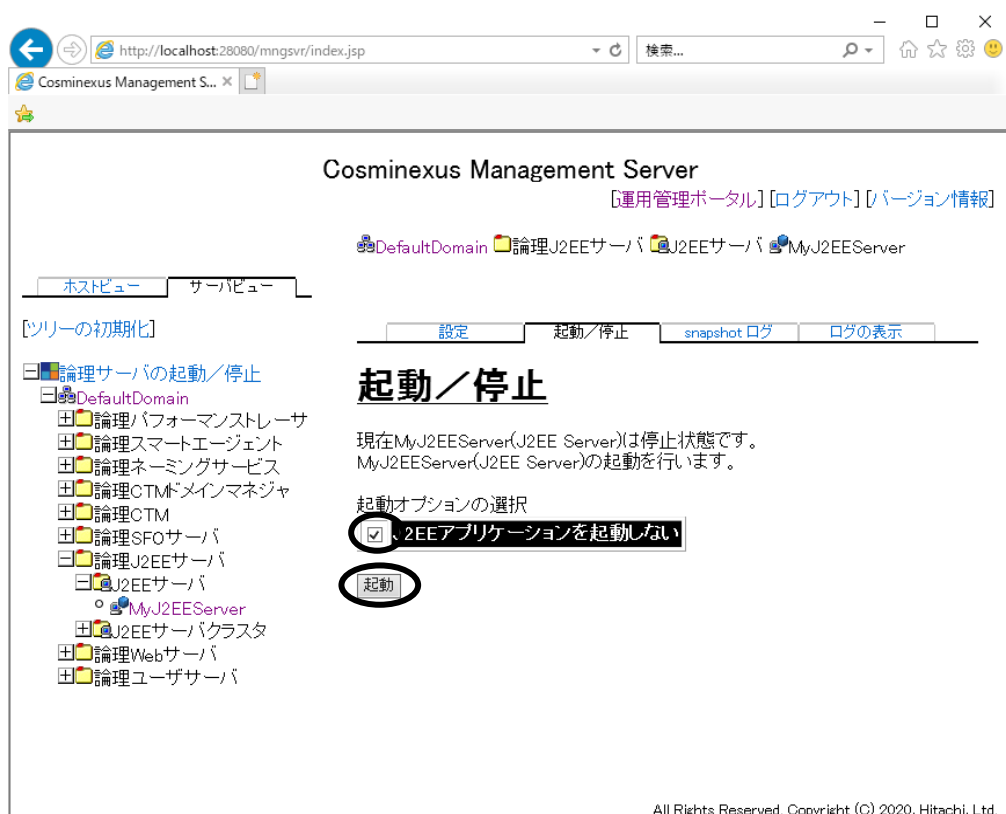 http://localhost:28080/mngsvr/index.jsp
検索...
Cosminexus Management S...
Cosminexus Management Server
[運用管理ポータル] [ログアウト] [バージョン情報]
DefaultDomain 論理J2EEサーバ J2EEサーバ MyJ2EEServer
ホストビュー サーバビュー
[ツリーの初期化]
設定 起動／停止 snapshot ログ ログの表示
論理サーバの起動／停止
DefaultDomain
論理パフォーマンストレーサ
論理スマートエージェント
論理ネーミングサービス
論理CTMドメインマネジャ
論理CTM
論理SFOサーバ
論理J2EEサーバ
J2EEサーバ
MyJ2EEServer
J2EEサーバクラスタ
論理Webサーバ
論理ユーザサーバ
起動／停止
現在MyJ2EEServer(J2EE Server)は停止状態です。
MyJ2EEServer(J2EE Server)の起動を行います。
起動オプションの選択
J2EEアプリケーションを起動しない
起動
All Rights Reserved. Copyright (C) 2020, Hitachi, Ltd.